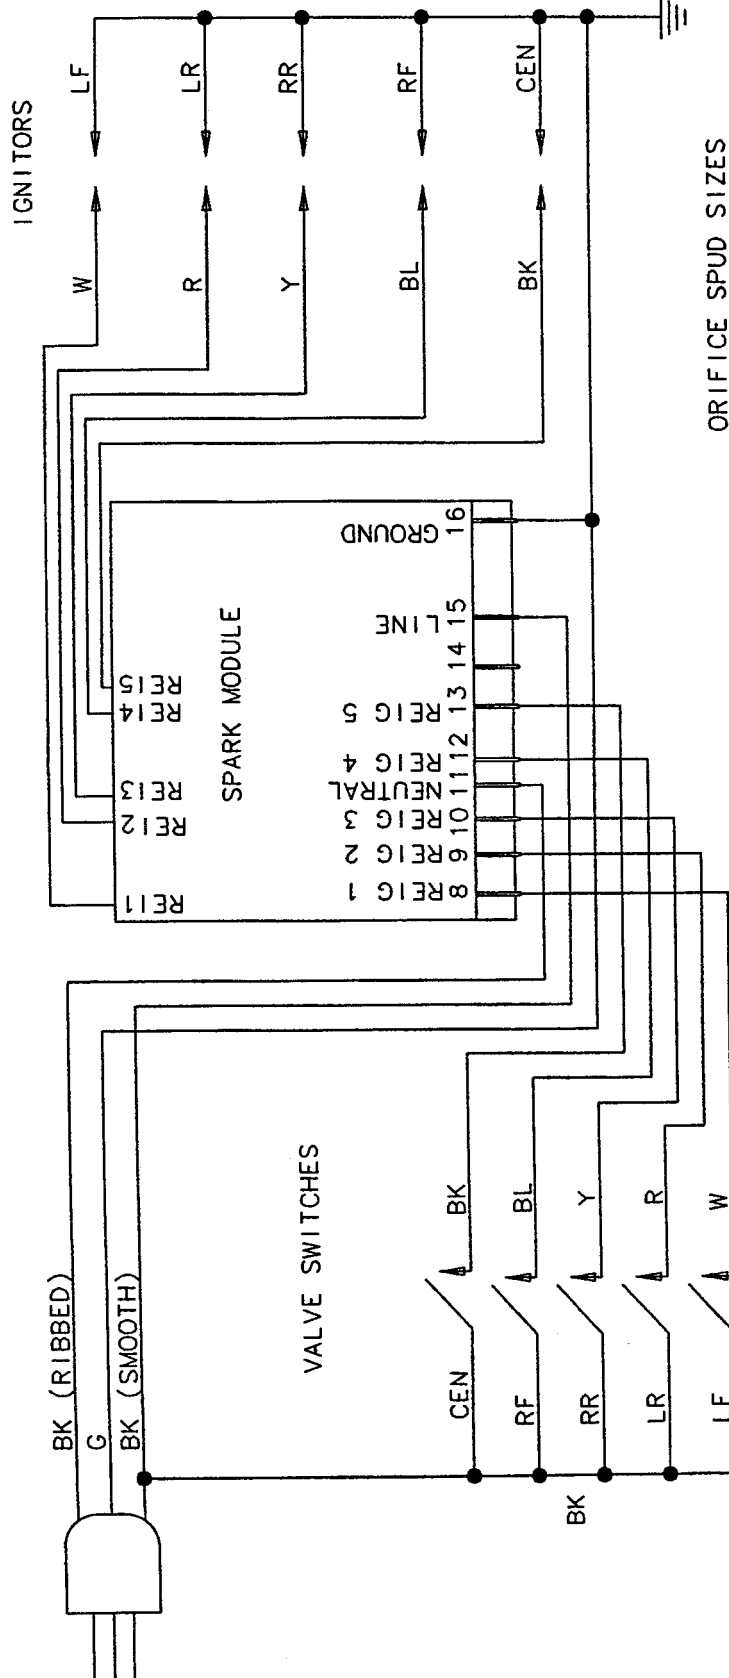 IGNITORS
LF
LR
RR
RF
CEN
W
R
Y
BL
BK
ORIFICE SPUD SIZES
SPARK MODULE
REI1
REI2
REI3
REI4
REI5
REIG 1
REIG 2
REIG 3
NEUTRAL
REIG 4
REIG 5
LINE
GROUND
8
9
10
11
12
13
14
15
16
BK (RIBBED)
G
BK (SMOOTH)
VALVE SWITCHES
BK
BL
Y
R
W
CEN
RF
RR
LR
LF
BK